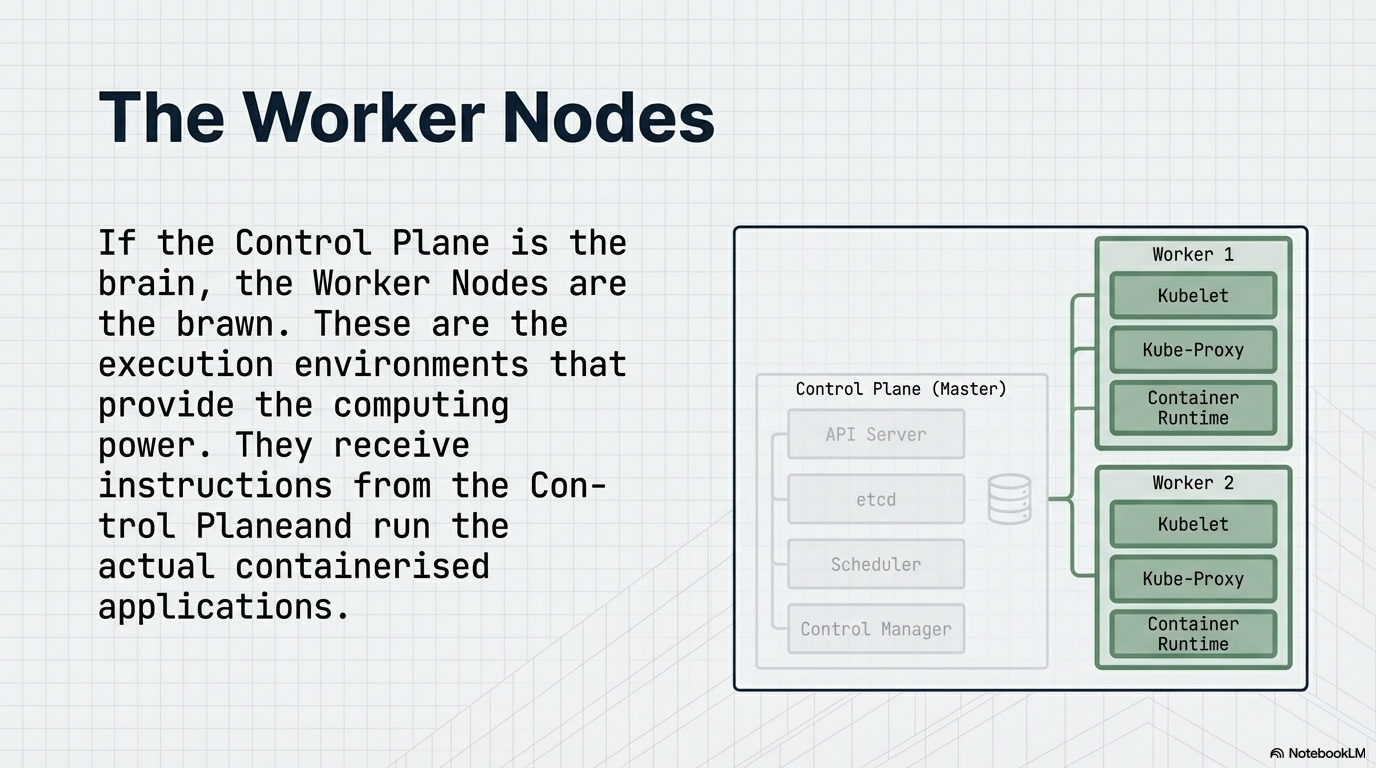 The Worker Nodes
If the Control Plane is the
brain, the Worker Nodes are
the brawn. These are the
execution environments that
provide the computing
power. They receive
instructions from the Con-
trol Planeand run the
actual containerised
applications.
Control Plane (Master)
API Server
etcd
Scheduler
Control Manager
Worker 1
Kubelet
Kube-Proxy
Container
Runtime
Worker 2
Kubelet
Kube-Proxy
Container
Runtime
NotebookLM